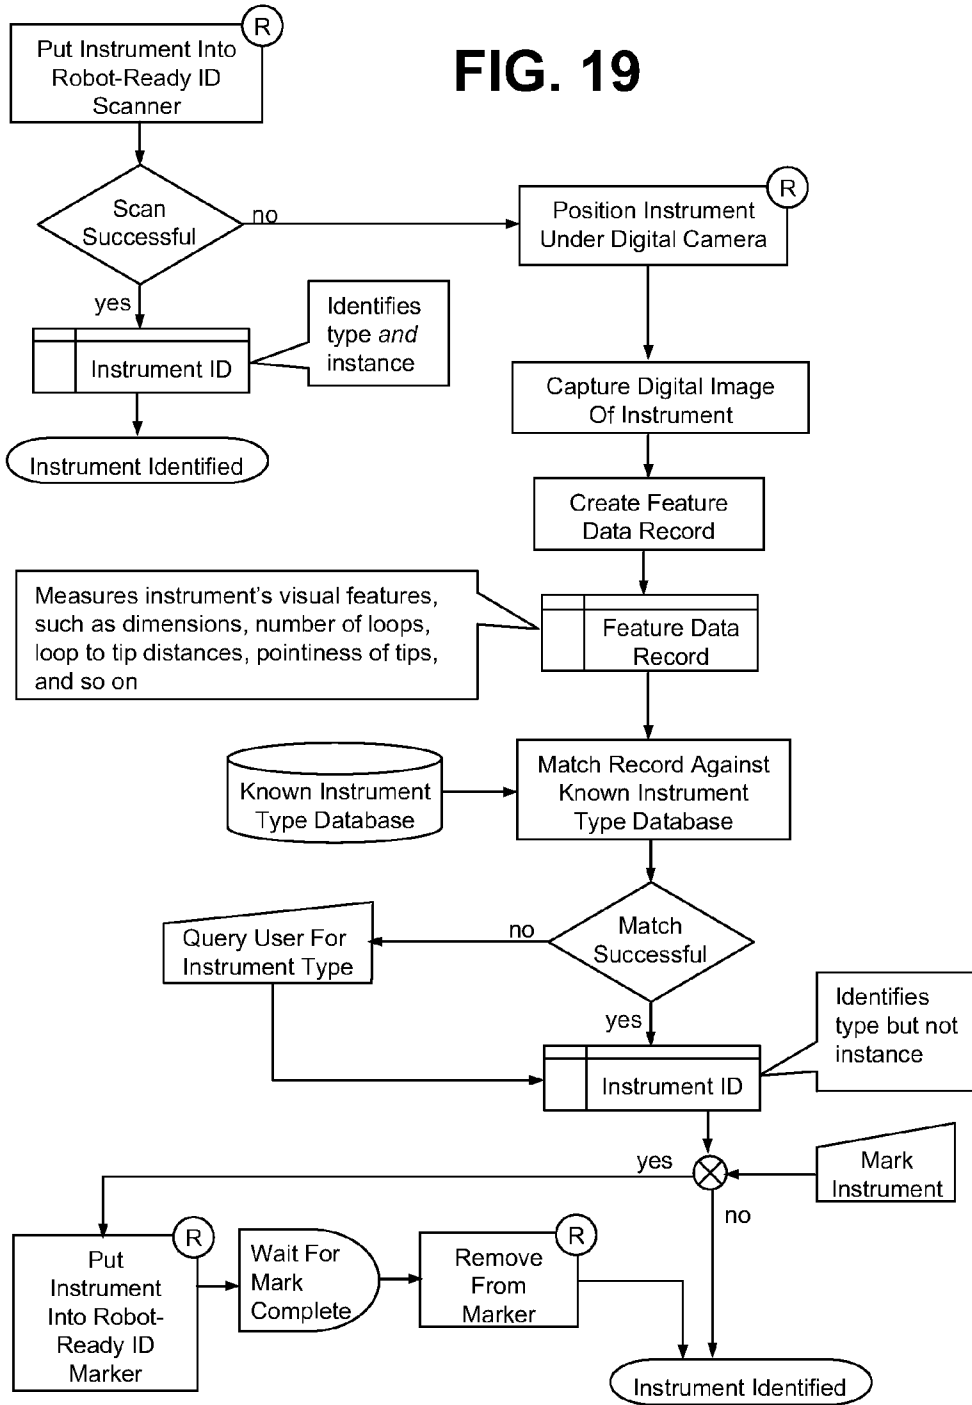 FIG. 19
R
Put Instrument Into
Robot-Ready ID
Scanner
Scan
Successful
no
yes
R
Position Instrument
Under Digital Camera
Identifies
type and
instance
Instrument ID
Instrument Identified
Capture Digital Image
Of Instrument
Create Feature
Data Record
Measures instrument's visual features,
such as dimensions, number of loops,
loop to tip distances, pointiness of tips,
and so on
Feature Data
Record
Known Instrument
Type Database
Match Record Against
Known Instrument
Type Database
Match
Successful
no
yes
Query User For
Instrument Type
Identifies
type but not
instance
Instrument ID
Mark
Instrument
yes
no
R
Put
Instrument
Into Robot-
Ready ID
Marker
Wait For
Mark
Complete
R
Remove
From
Marker
Instrument Identified